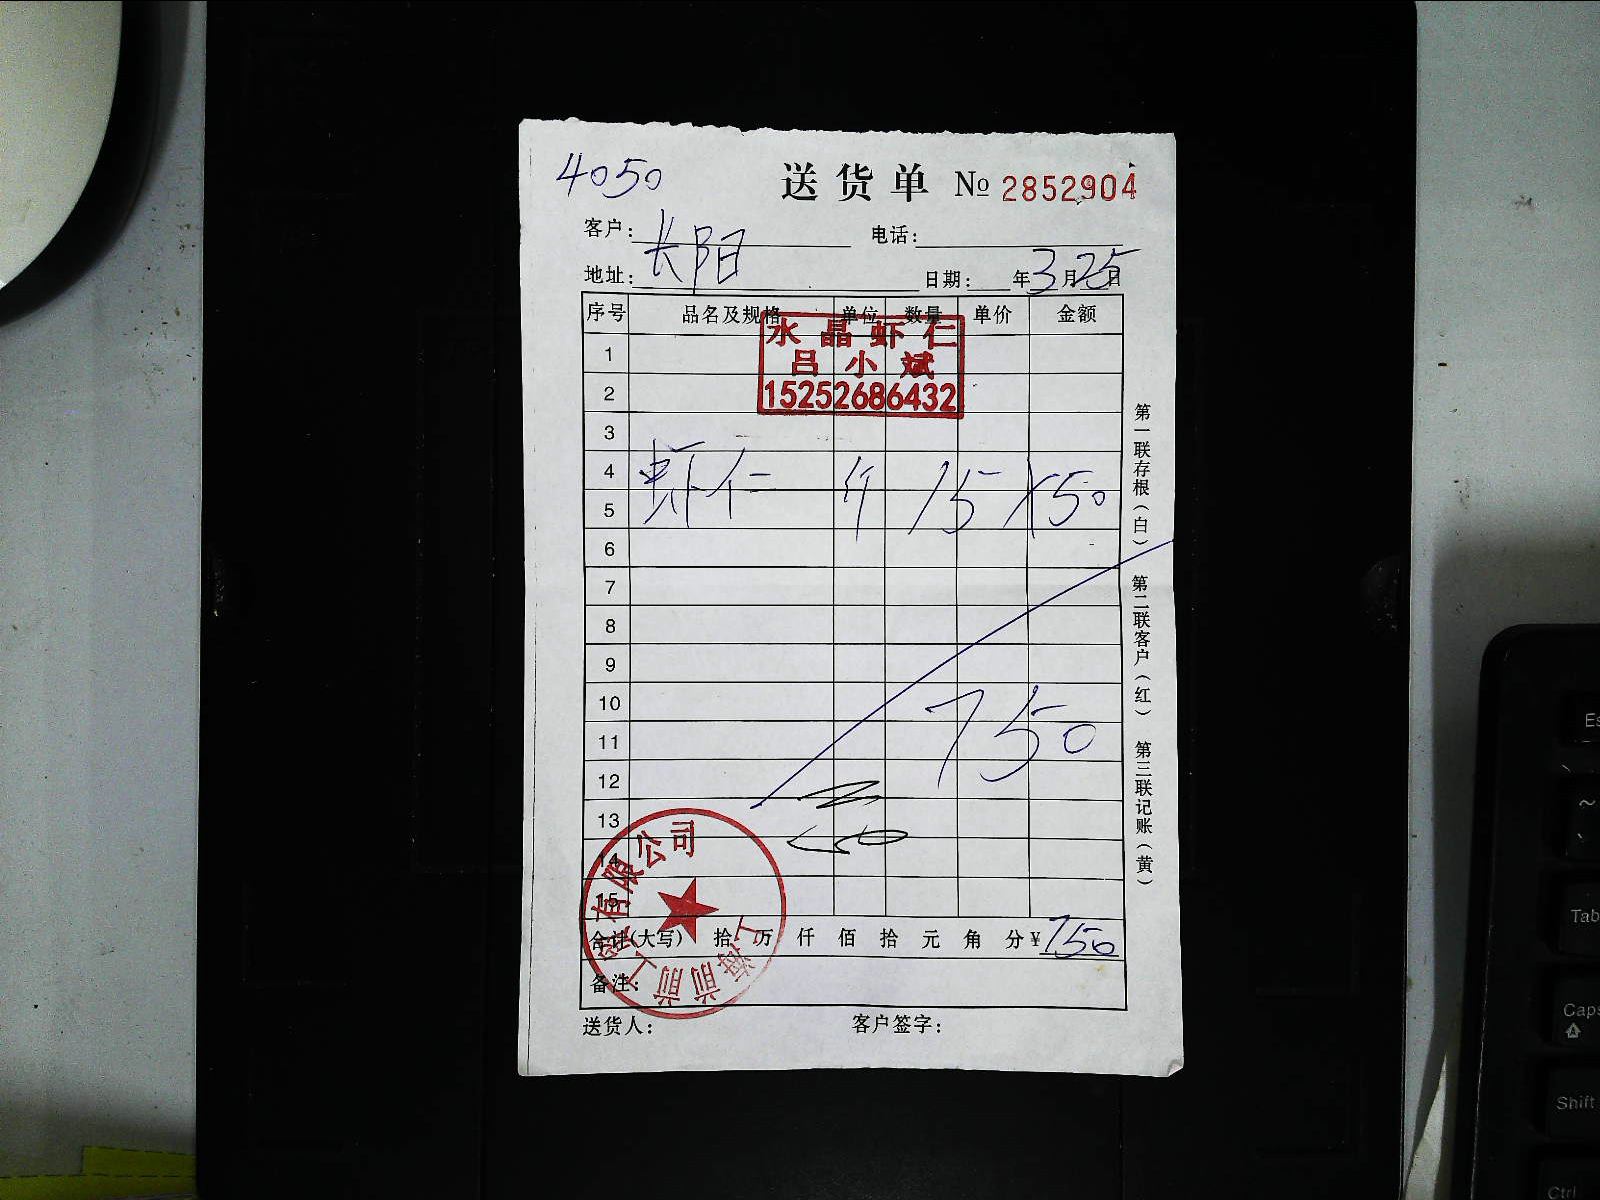 4050
送货单 № 2852904
客户: 长阳 电话:
地址: 日期: 年 3 月 25 日
序号 品名及规格 单位 数量 单价 金额
水晶虾仁
吕小斌
15252686432
1
2
3
4
虾仁 斤 15 ×50
5
6
7
8
9
10
750
11
12
13
14
15
合计(大写) 拾 万 仟 佰 拾 元 角 分 ¥ 750
备注:
送货人: 客户签字:
第一联存根(白) 第二联客户(红) 第三联记账(黄)
有限公司